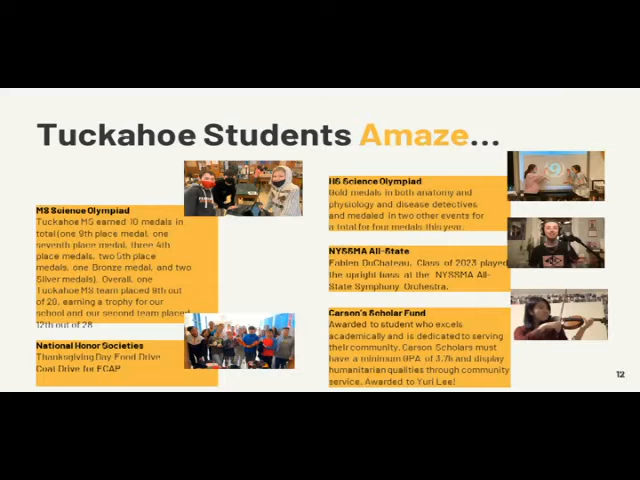 Tuckahoe Students Amaze...
MS Science Olympiad
Tuckahoe MS earned 10 medals in
total (one 9th place medal, one
seventh place medal, three 4th
place medals, two 5th place
medals, one Bronze medal, and two
Silver medals). Overall, one
Tuckahoe MS team placed 9th out
of 28, earning a trophy for our
school and our second team placed
12th out of 28
National Honor Societies
Thanksgiving Day Food Drive
Coat Drive for ECAP
HS Science Olympiad
Gold medals in both anatomy and
physiology and disease detectives
and medaled in two other events for
a total for four medals this year.
NYSSMA All-State
Fabien DuChateau, Class of 2023 played
the upright bass at the NYSSMA All-
State Symphony Orchestra.
Carson's Scholar Fund
Awarded to student who excels
academically and is dedicated to serving
their community. Carson Scholars must
have a minimum GPA of 3.75 and display
humanitarian qualities through community
service. Awarded to Yuri Lee!
12